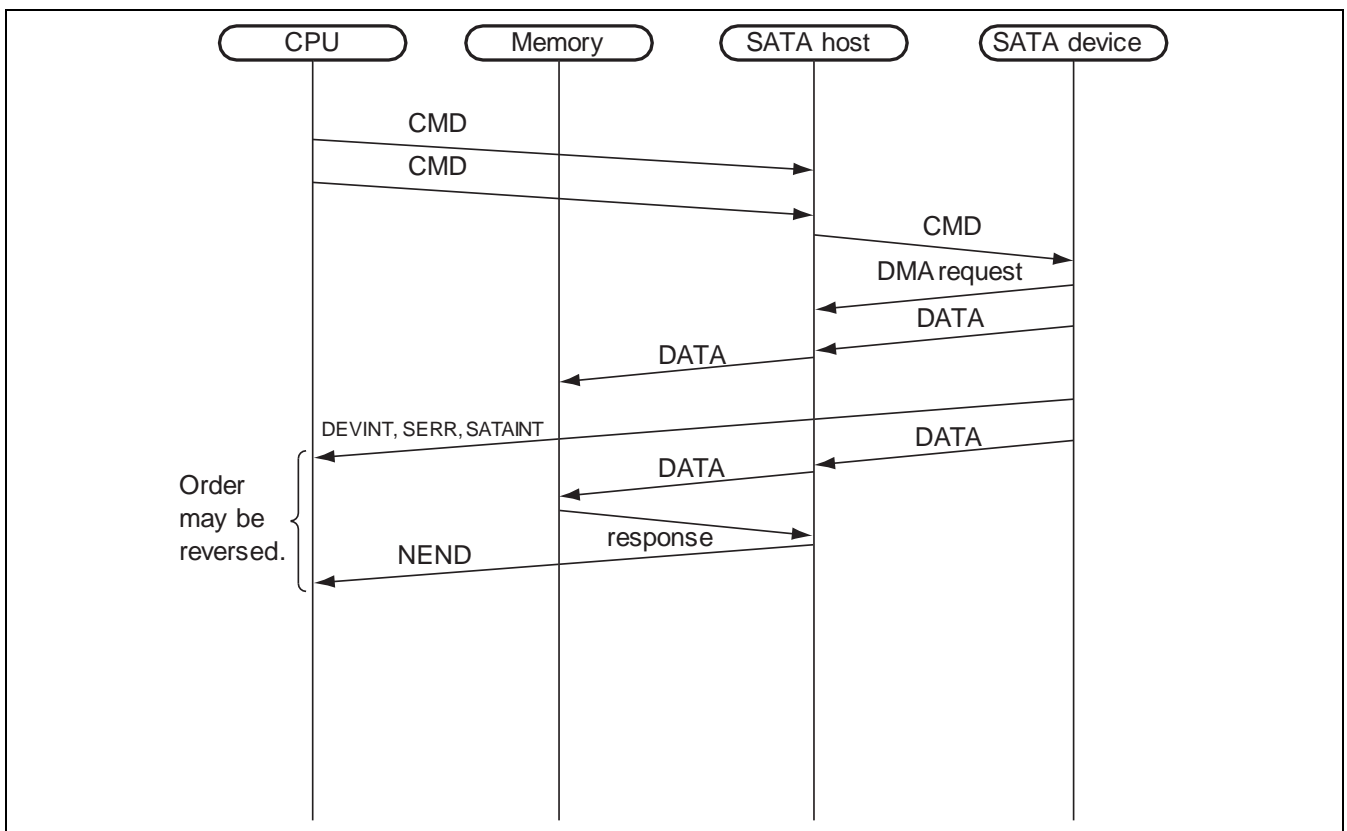 CPU
Memory
SATA host
SATA device
CMD
CMD
CMD
DMA request
DATA
DATA
DEVINT, SERR, SATAINT
DATA
DATA
Order
may be
reversed.
response
NEND